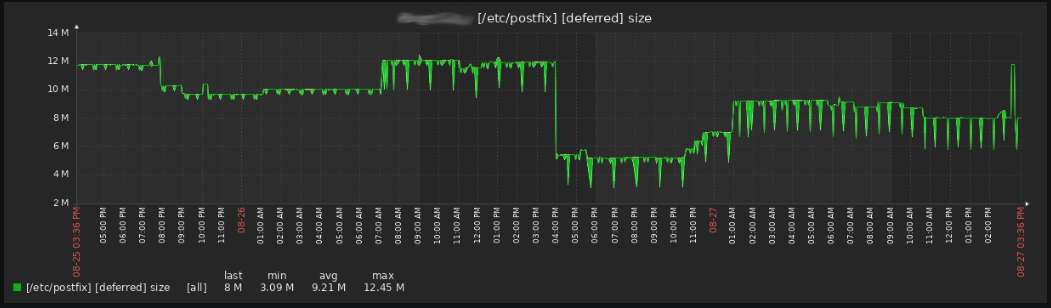 [/etc/postfix] [deferred] size
14 M
12 M
10 M
8 M
6 M
4 M
2 M
08-25 03:36 PM
05:00 PM
06:00 PM
07:00 PM
08:00 PM
09:00 PM
10:00 PM
11:00 PM
08-26
01:00 AM
02:00 AM
03:00 AM
04:00 AM
05:00 AM
06:00 AM
07:00 AM
08:00 AM
09:00 AM
10:00 AM
11:00 AM
12:00 PM
01:00 PM
02:00 PM
03:00 PM
04:00 PM
05:00 PM
06:00 PM
07:00 PM
08:00 PM
09:00 PM
10:00 PM
11:00 PM
08-27
01:00 AM
02:00 AM
03:00 AM
04:00 AM
05:00 AM
06:00 AM
07:00 AM
08:00 AM
09:00 AM
10:00 AM
11:00 AM
12:00 PM
01:00 PM
02:00 PM
08-27 03:36 PM
last min avg max
[/etc/postfix] [deferred] size [all] 8 M 3.09 M 9.21 M 12.45 M